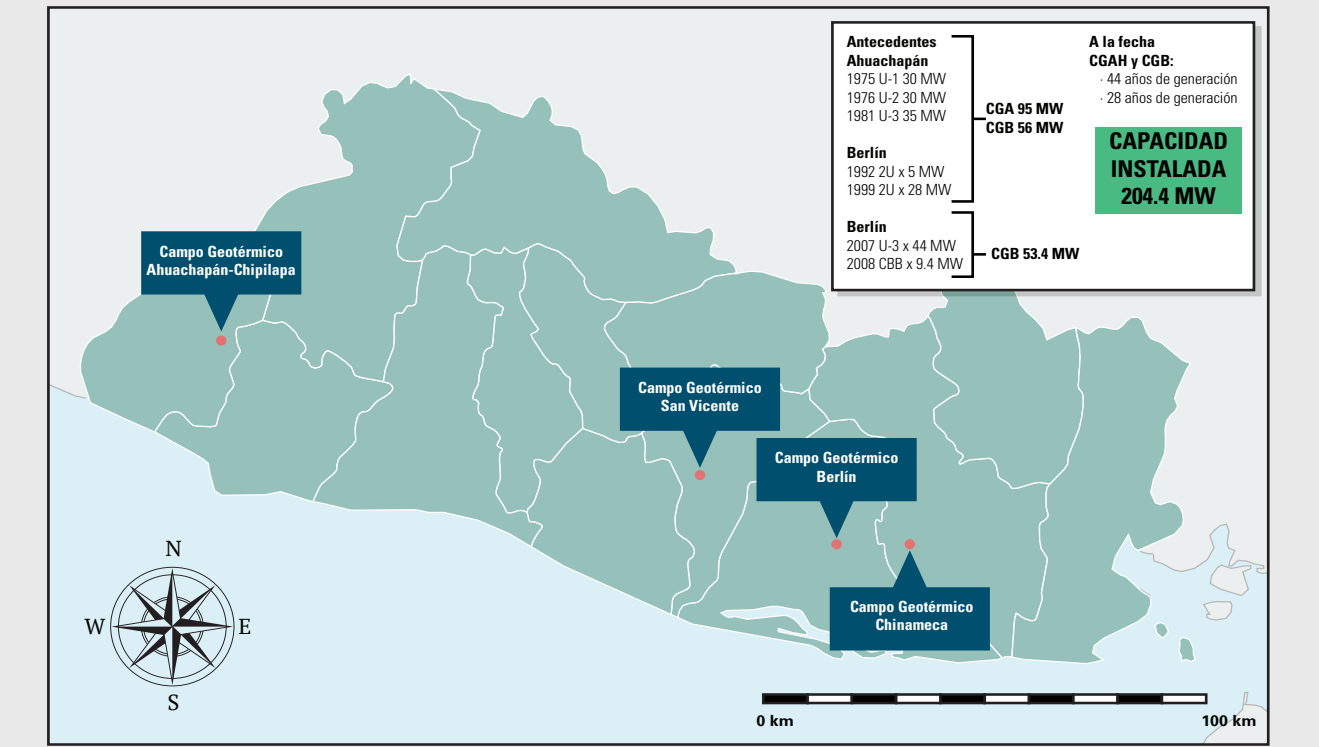 Antecedentes
Ahuachapán
1975 U-1 30 MW
1976 U-2 30 MW
1981 U-3 35 MW
Berlín
1992 2U x 5 MW
1999 2U x 28 MW
CGA 95 MW
CGB 56 MW
Berlín
2007 U-3 x 44 MW
2008 CBB x 9.4 MW
CGB 53.4 MW
A la fecha
CGAH y CGB:
· 44 años de generación
· 28 años de generación
CAPACIDAD
INSTALADA
204.4 MW
Campo Geotérmico
Ahuachapán-Chipilapa
Campo Geotérmico
San Vicente
Campo Geotérmico
Berlín
Campo Geotérmico
Chinameca
N
W
E
S
0 km
100 km